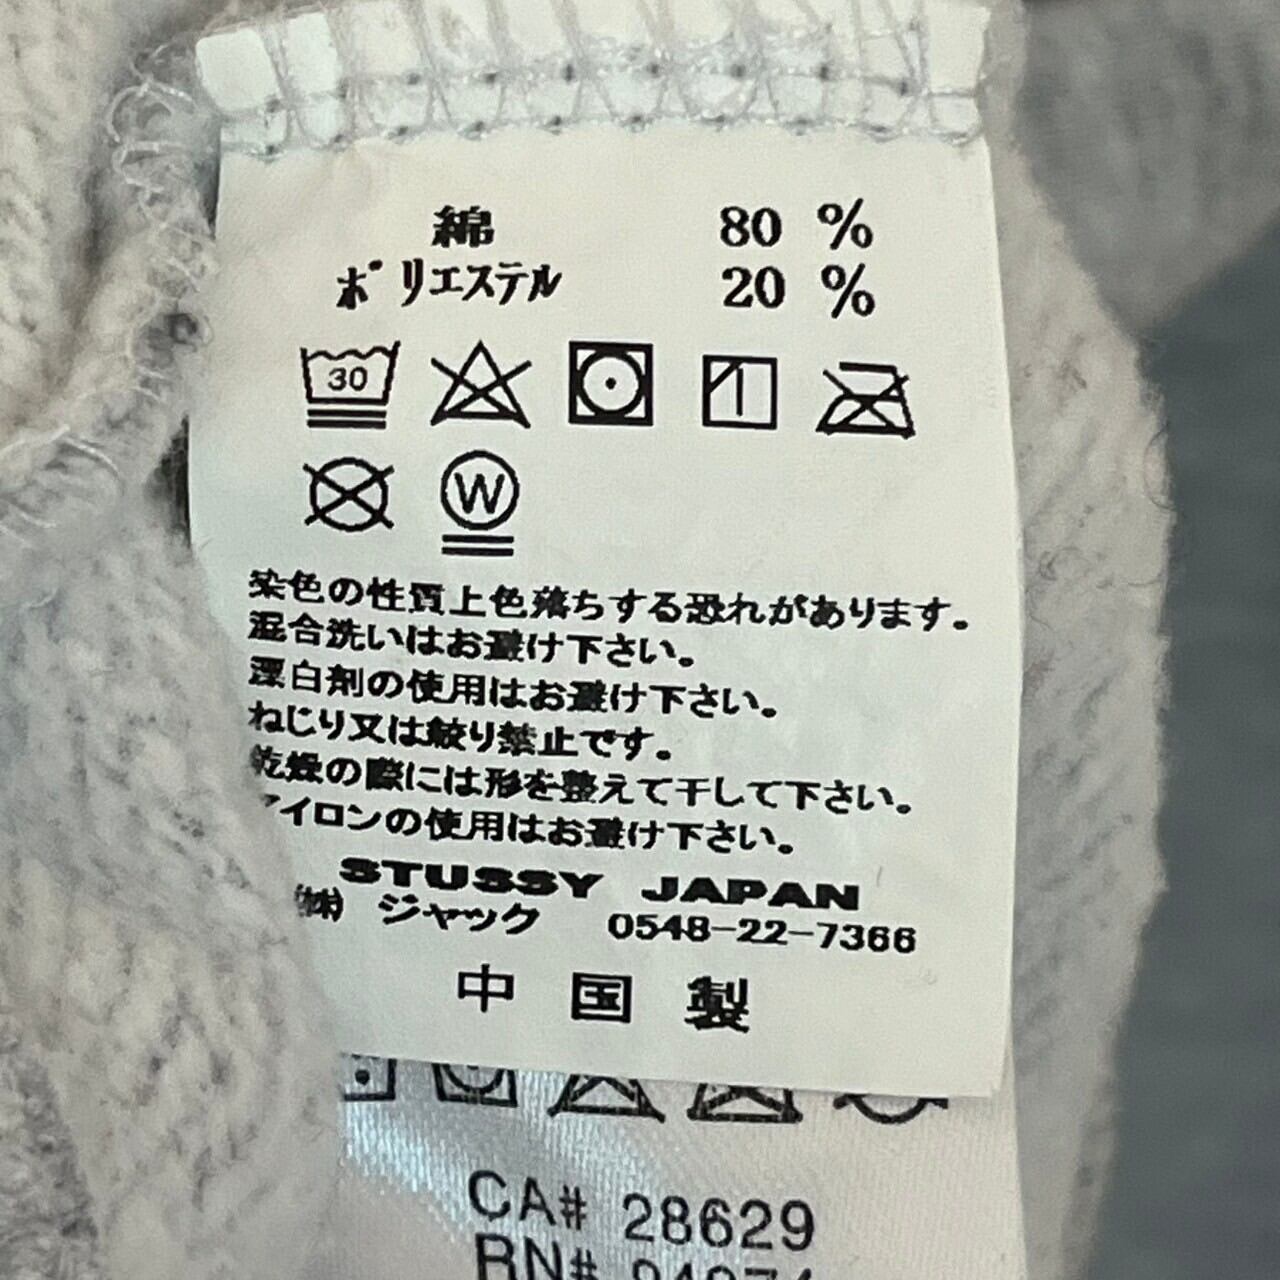 綿 80 %
ポリエステル 20 %
30
W
染色の性質上色落ちする恐れがあります。
混合洗いはお避け下さい。
漂白剤の使用はお避け下さい。
ねじり又は絞り禁止です。
乾燥の際には形を整えて干して下さい。
アイロンの使用はお避け下さい。
STUSSY JAPAN
㈱ ジャック 0548-22-7366
中国製
CA# 28629
RN#